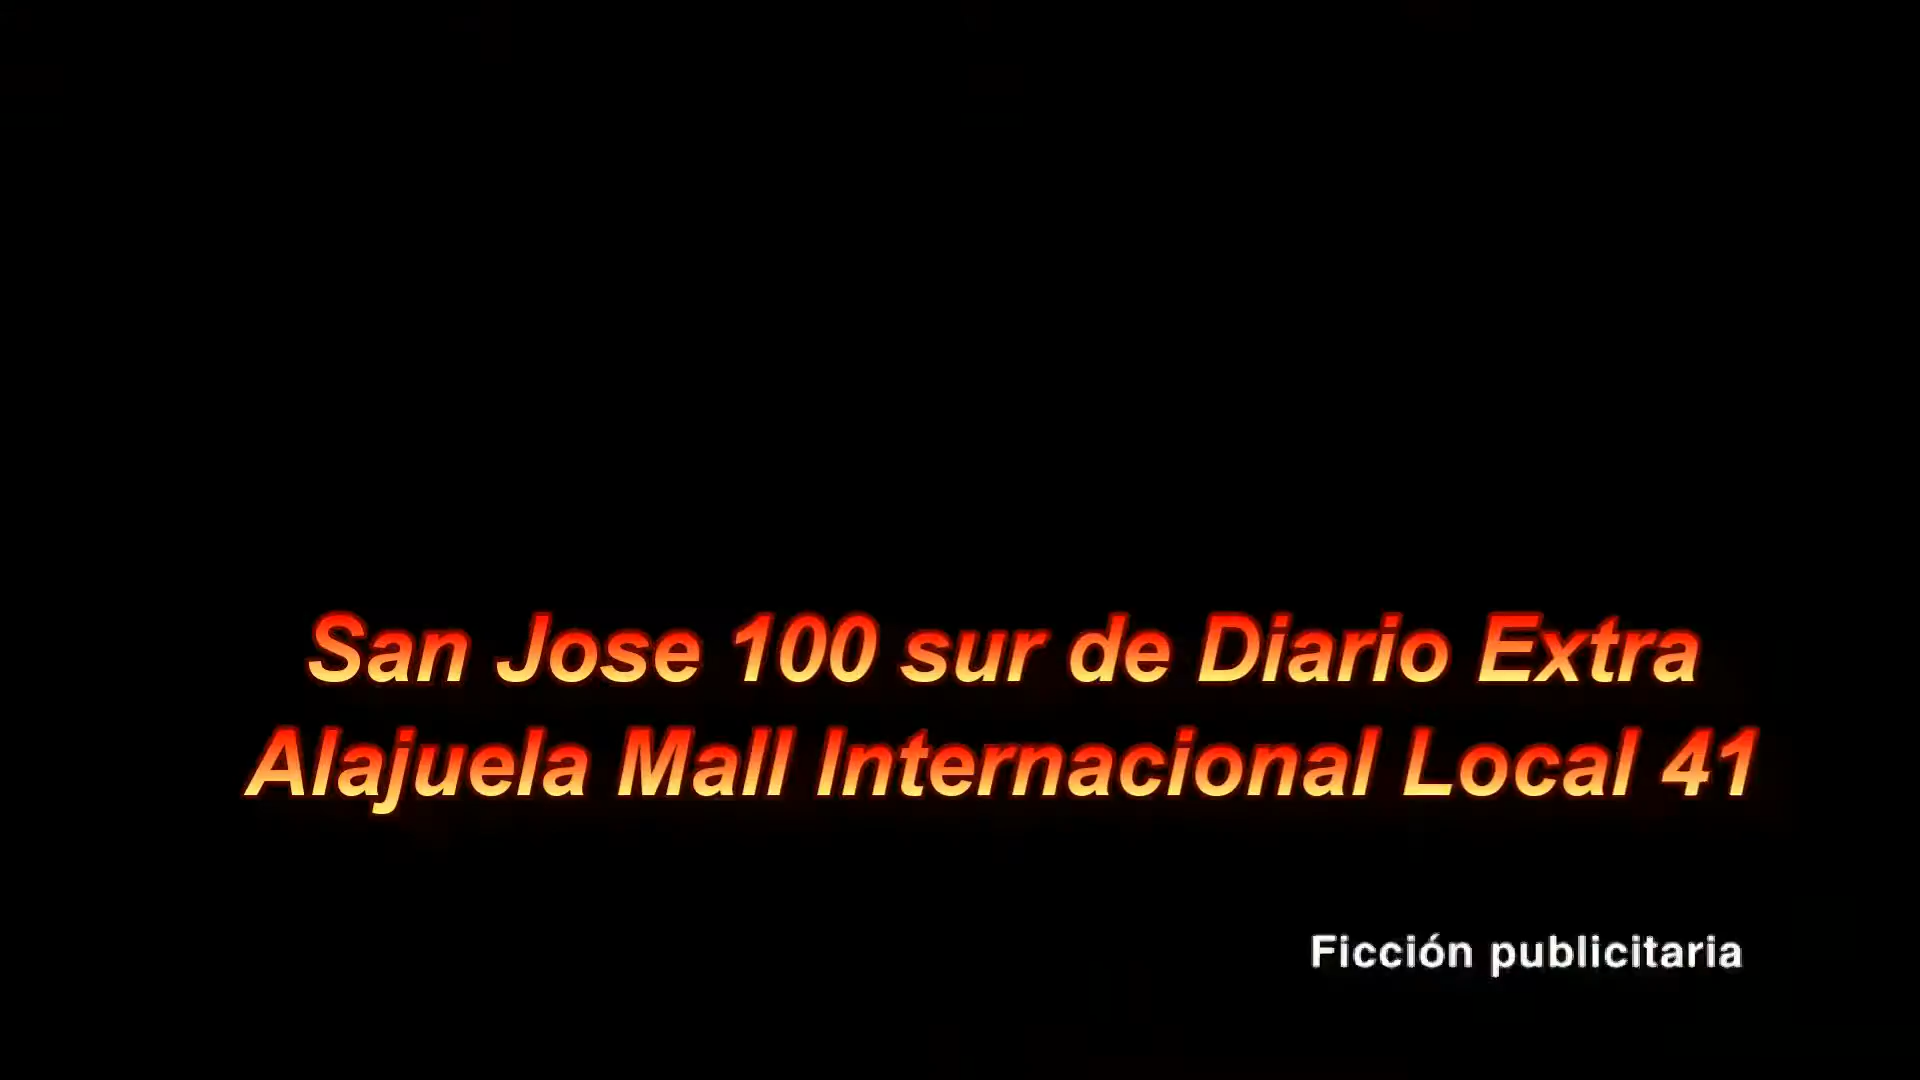 San Jose 100 sur de Diario Extra
Alajuela Mall Internacional Local 41
Ficción publicitaria